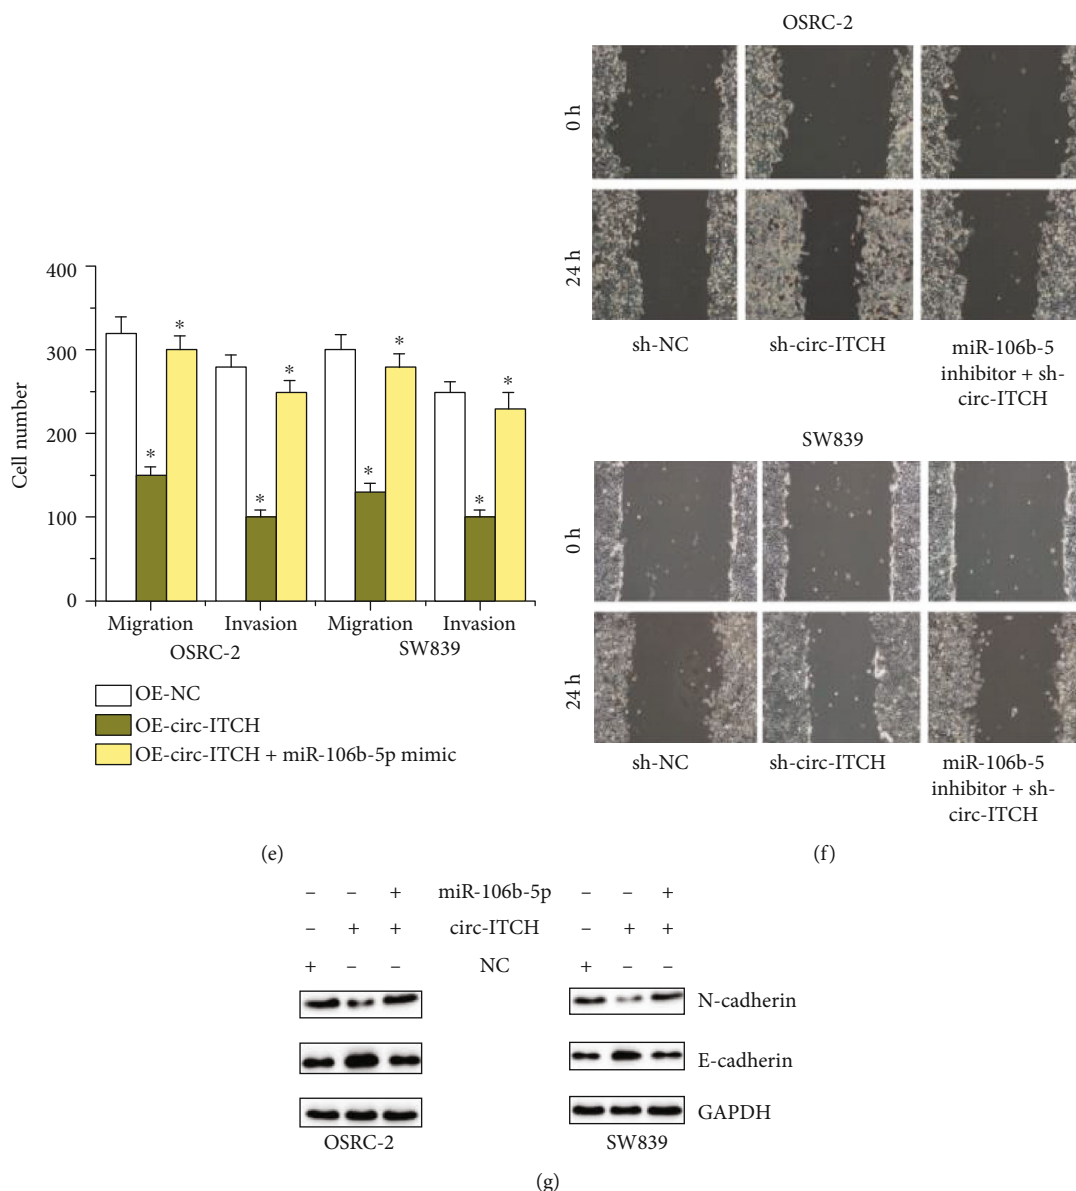 400
300
200
100
0
Cell number
*
*
*
*
*
*
*
*
Migration
Invasion
Migration
Invasion
OSRC-2
SW839
OE-NC
OE-circ-ITCH
OE-circ-ITCH + miR-106b-5p mimic
(e)
OSRC-2
0 h
24 h
sh-NC
sh-circ-ITCH
miR-106b-5
inhibitor + sh-
circ-ITCH
SW839
0 h
24 h
sh-NC
sh-circ-ITCH
miR-106b-5
inhibitor + sh-
circ-ITCH
(f)
– – + miR-106b-5p – – +
– + + circ-ITCH – + +
+ – – NC + – –
N-cadherin
E-cadherin
GAPDH
OSRC-2
SW839
(g)